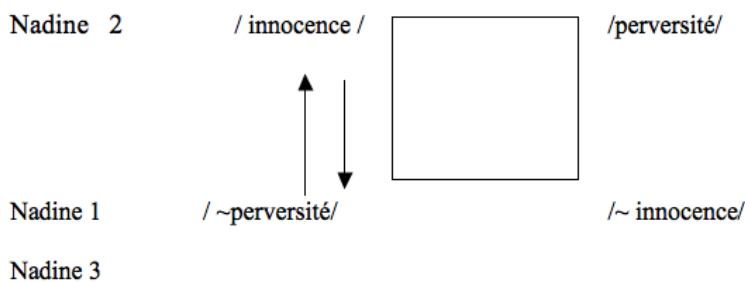 Nadine 2 / innocence / /perversité/
Nadine 1 / ~perversité/ /~ innocence/
Nadine 3